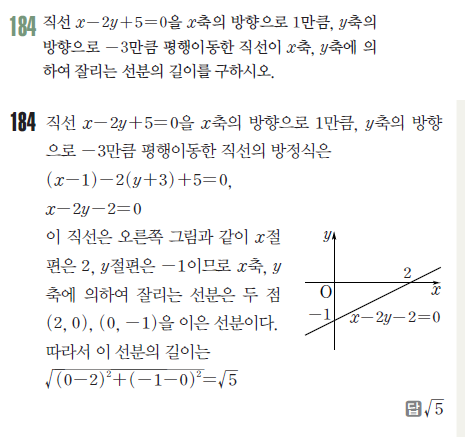 184 직선 x-2y+5=0을 x축의 방향으로 1만큼, y축의
방향으로 -3만큼 평행이동한 직선이 x축, y축에 의
하여 잘리는 선분의 길이를 구하시오.
184 직선 x-2y+5=0을 x축의 방향으로 1만큼, y축의 방향
으로 -3만큼 평행이동한 직선의 방정식은
(x-1)-2(y+3)+5=0,
x-2y-2=0
이 직선은 오른쪽 그림과 같이 x절
편은 2, y절편은 -1이므로 x축, y
축에 의하여 잘리는 선분은 두 점
(2, 0), (0, -1)을 이은 선분이다.
따라서 이 선분의 길이는
√(0-2)²+(-1-0)²=√5
y
2
O
x
-1
x-2y-2=0
답 √5